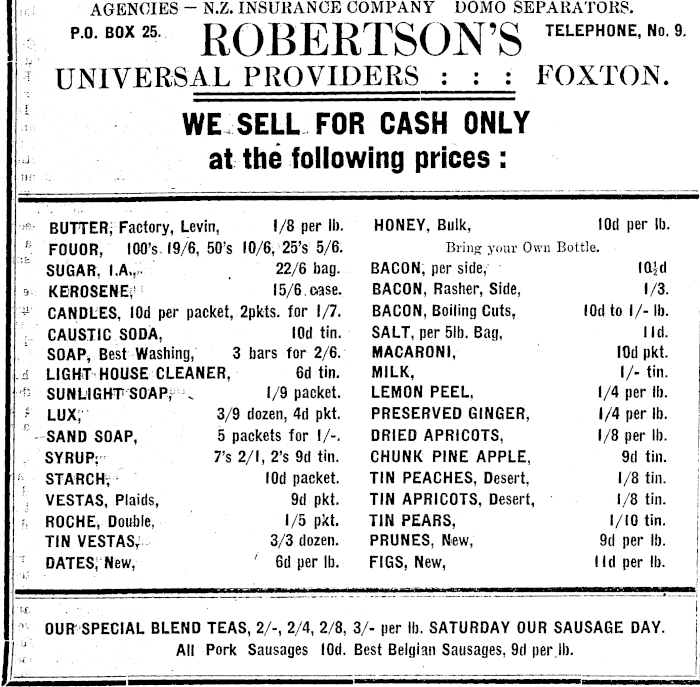 AGENCIES — N.Z. INSURANCE COMPANY DOMO SEPARATORS.
P.O. BOX 25. ROBERTSON'S TELEPHONE, No. 9.
UNIVERSAL PROVIDERS : : : FOXTON.
WE SELL FOR CASH ONLY
at the following prices :
BUTTER, Factory, Levin, 1/8 per lb.
FOUOR, 100's 19/6, 50's 10/6, 25's 5/6.
SUGAR, I.A., 22/6 bag.
KEROSENE, 15/6 case.
CANDLES, 10d per packet, 2pkts. for 1/7.
CAUSTIC SODA, 10d tin.
SOAP, Best Washing, 3 bars for 2/6.
LIGHT HOUSE CLEANER, 6d tin.
SUNLIGHT SOAP, 1/9 packet.
LUX, 3/9 dozen, 4d pkt.
SAND SOAP, 5 packets for 1/-.
SYRUP, 7's 2/1, 2's 9d tin.
STARCH, 10d packet.
VESTAS, Plaids, 9d pkt.
ROCHE, Double, 1/5 pkt.
TIN VESTAS, 3/3 dozen.
DATES, New, 6d per lb.
HONEY, Bulk, 10d per lb.
Bring your Own Bottle.
BACON, per side, 10½d
BACON, Rasher, Side, 1/3.
BACON, Boiling Cuts, 10d to 1/- lb.
SALT, per 5lb. Bag, 11d.
MACARONI, 10d pkt.
MILK, 1/- tin.
LEMON PEEL, 1/4 per lb.
PRESERVED GINGER, 1/4 per lb.
DRIED APRICOTS, 1/8 per lb.
CHUNK PINE APPLE, 9d tin.
TIN PEACHES, Desert, 1/8 tin.
TIN APRICOTS, Desert, 1/8 tin.
TIN PEARS, 1/10 tin.
PRUNES, New, 9d per lb.
FIGS, New, 11d per lb.
OUR SPECIAL BLEND TEAS, 2/-, 2/4, 2/8, 3/- per lb. SATURDAY OUR SAUSAGE DAY.
All Pork Sausages 10d. Best Belgian Sausages, 9d per lb.